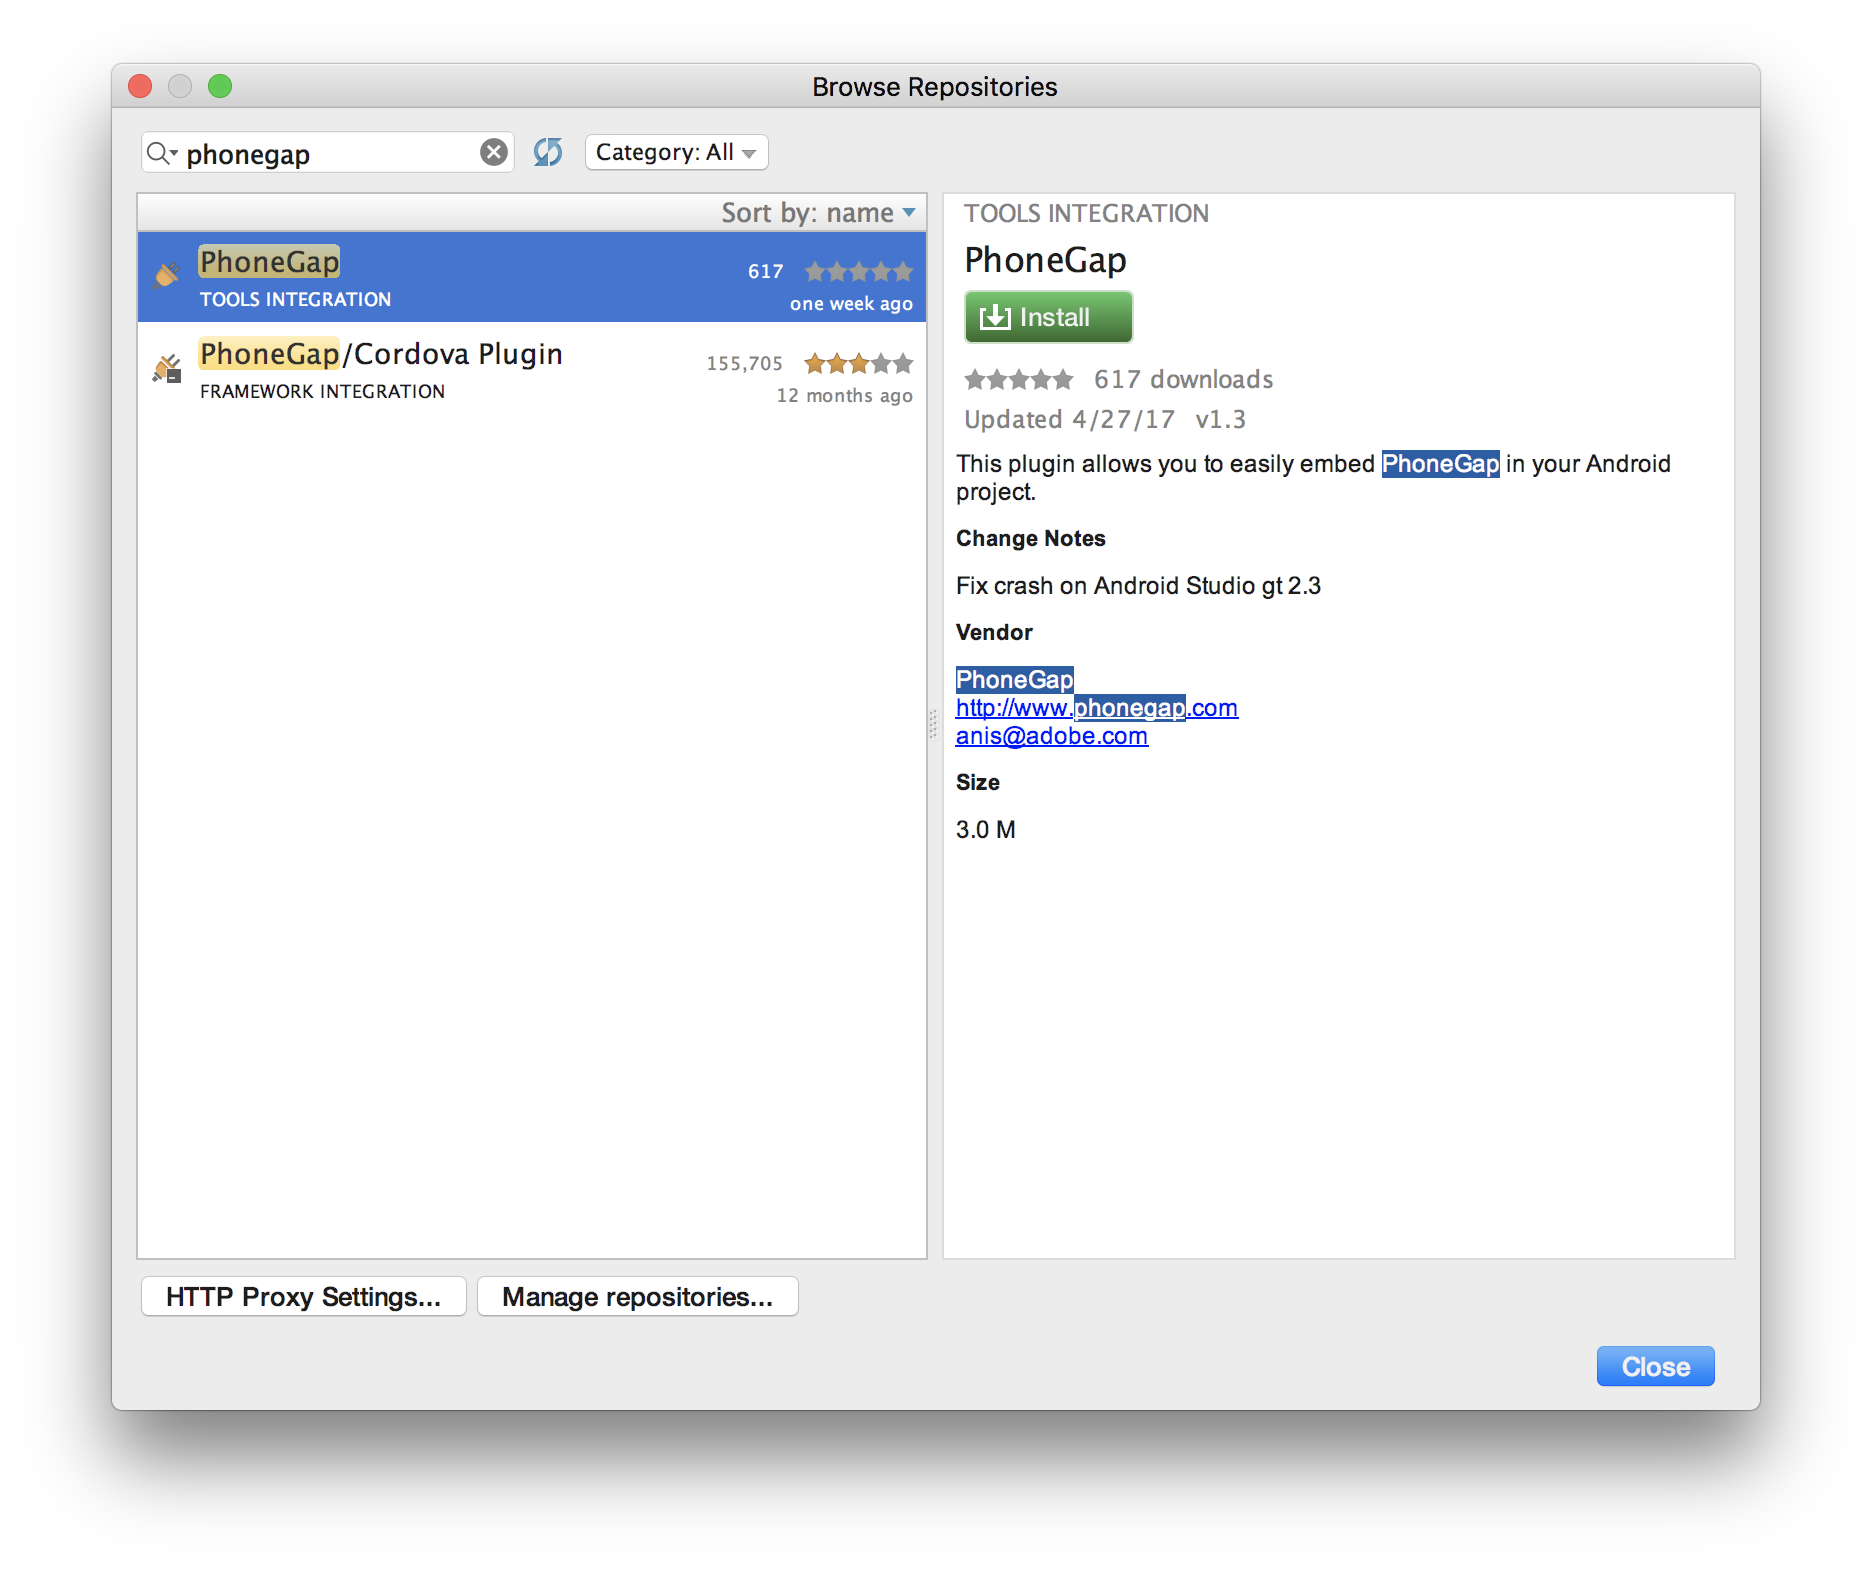 Browse Repositories
phonegap
Category: All
Sort by: name
PhoneGap
617
TOOLS INTEGRATION
one week ago
PhoneGap/Cordova Plugin
155,705
FRAMEWORK INTEGRATION
12 months ago
TOOLS INTEGRATION
PhoneGap
Install
617 downloads
Updated 4/27/17 v1.3
This plugin allows you to easily embed PhoneGap in your Android
project.
Change Notes
Fix crash on Android Studio gt 2.3
Vendor
PhoneGap
http://www.phonegap.com
anis@adobe.com
Size
3.0 M
HTTP Proxy Settings...
Manage repositories...
Close